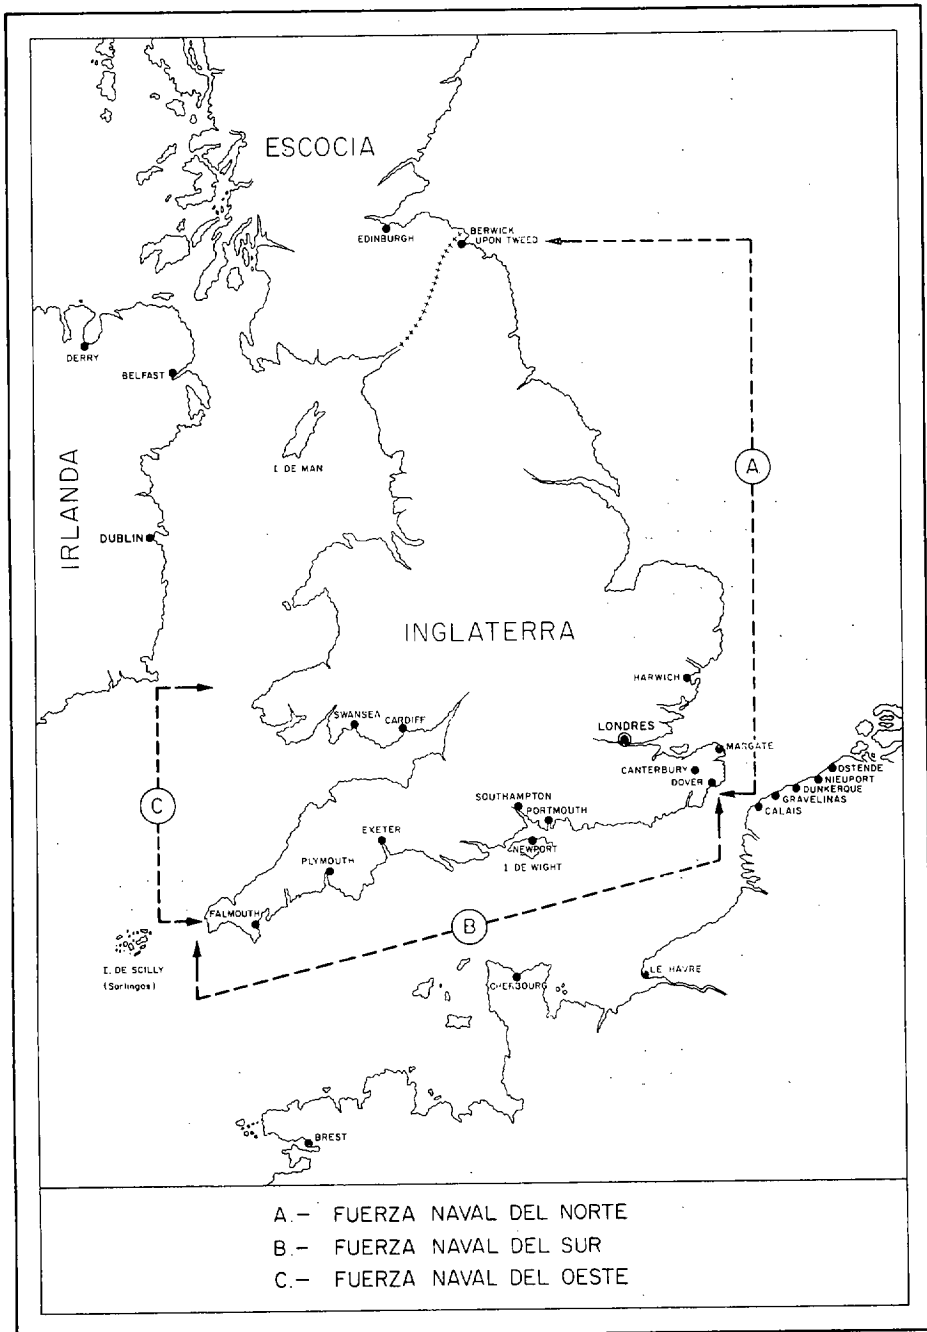 ESCOCIA
EDINBURGH
BERWICK
UPON TWEED
DERRY
BELFAST
I. DE MAN
IRLANDA
A
DUBLIN
INGLATERRA
HARWICH
SWANSEA
CARDIFF
LONDRES
MARGATE
CANTERBURY
OSTENDE
DOVER
NIEUPORT
DUNKERQUE
GRAVELINAS
CALAIS
C
SOUTHAMPTON
PORTMOUTH
EXETER
NEWPORT
I DE WIGHT
PLYMOUTH
FALMOUTH
B
I. DE SCILLY
(Sorlingas)
LE HAVRE
CHERBOURG
BREST
A.- FUERZA NAVAL DEL NORTE
B.- FUERZA NAVAL DEL SUR
C.- FUERZA NAVAL DEL OESTE